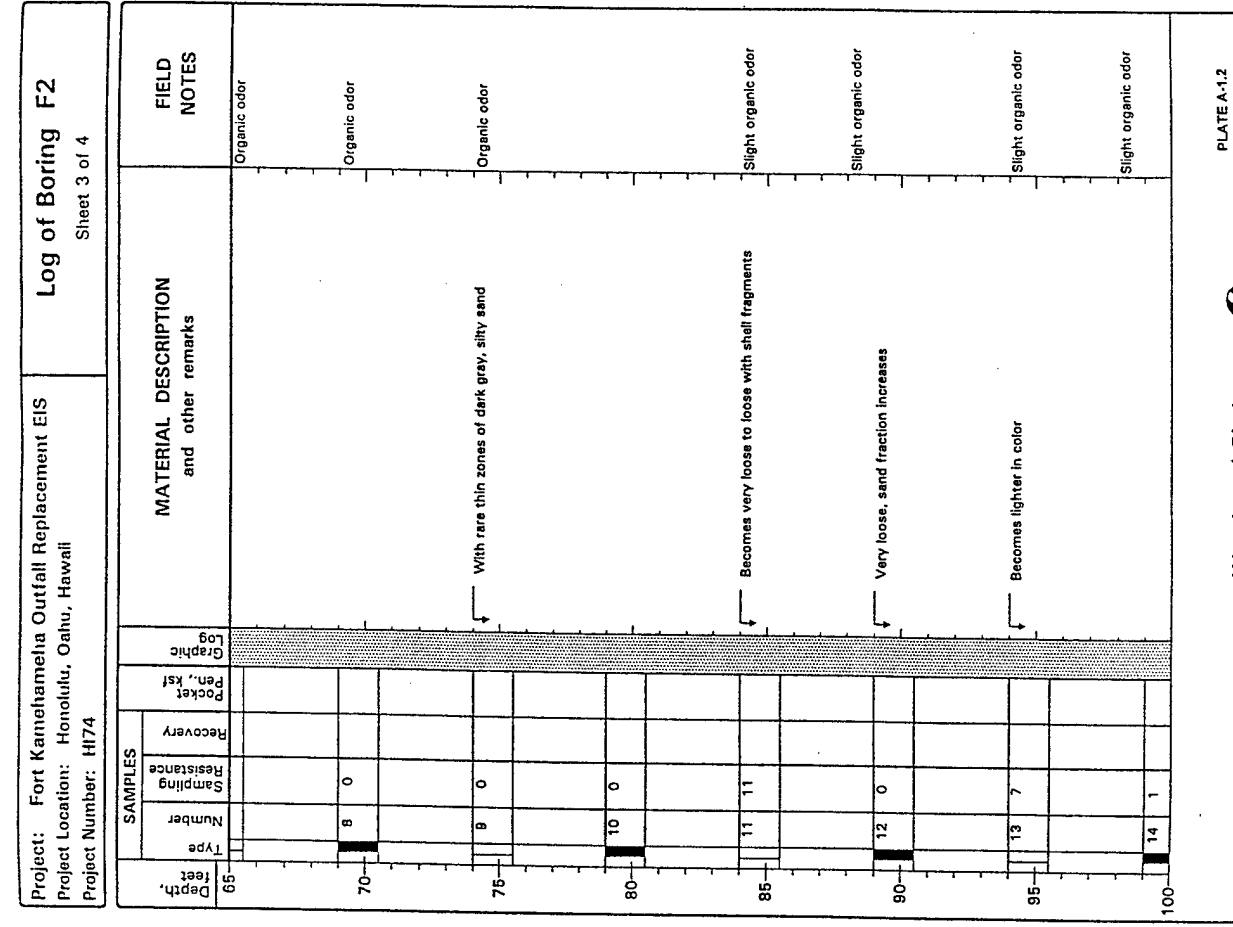 Project: Fort Kamehameha Outfall Replacement EIS
Project Location: Honolulu, Oahu, Hawaii
Project Number: HI74
Log of Boring F2
Sheet 3 of 4
Depth, feet
SAMPLES
Type
Number
Sampling Resistance
Recovery
Pocket Pen., ksf
Graphic Log
MATERIAL DESCRIPTION
and other remarks
FIELD NOTES
65
Organic odor
8 0
Organic odor
70
9 0
With rare thin zones of dark gray, silty sand
Organic odor
75
10 0
80
11 11
Becomes very loose to loose with shell fragments
Slight organic odor
85
Slight organic odor
12 0
Very loose, sand fraction increases
90
13 7
Becomes lighter in color
Slight organic odor
95
Slight organic odor
14 1
100
PLATE A-1.2